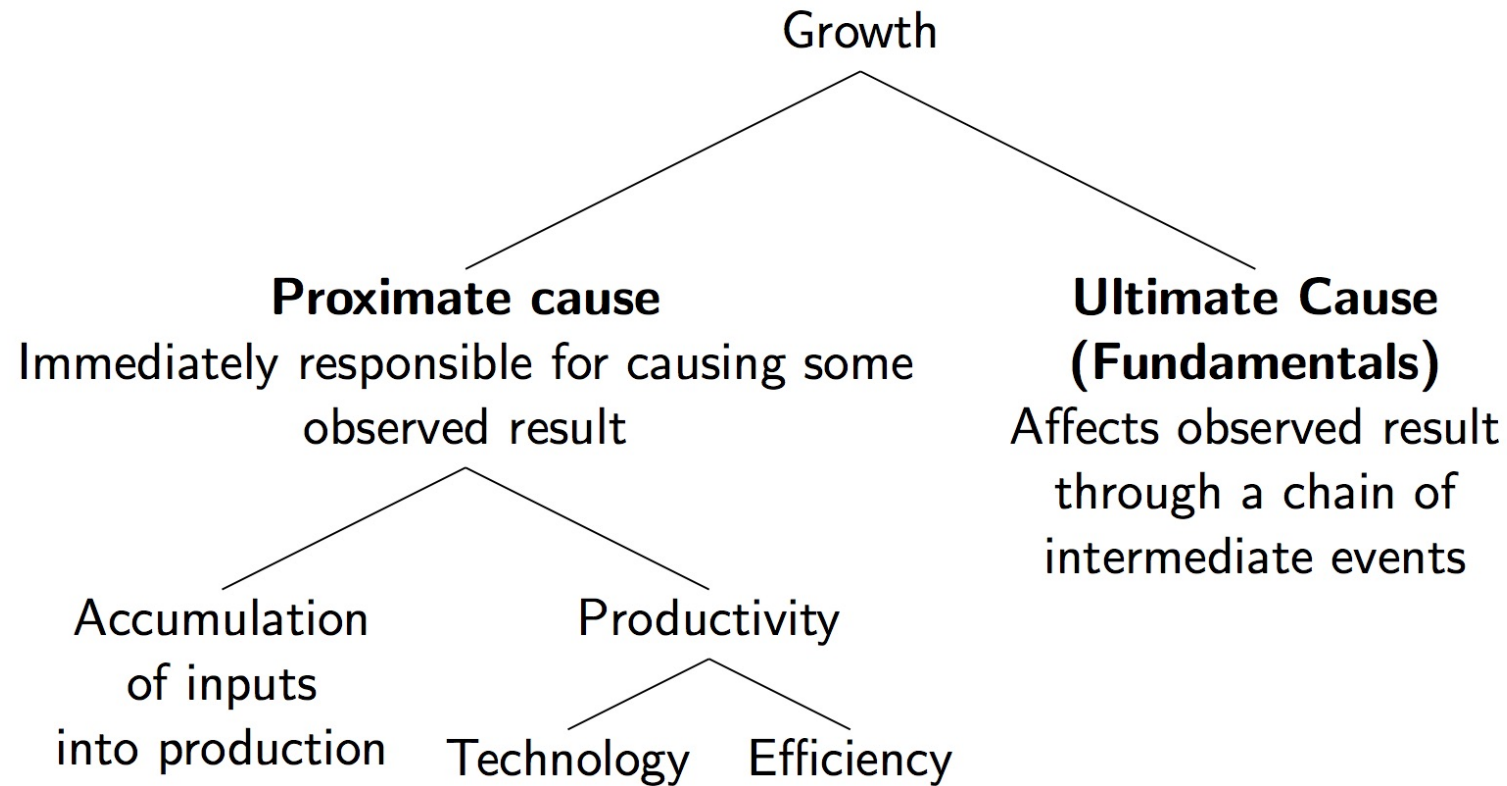 Growth
Proximate cause
Immediately responsible for causing some
observed result
Ultimate Cause
(Fundamentals)
Affects observed result
through a chain of
intermediate events
Accumulation
of inputs
into production
Productivity
Technology
Efficiency